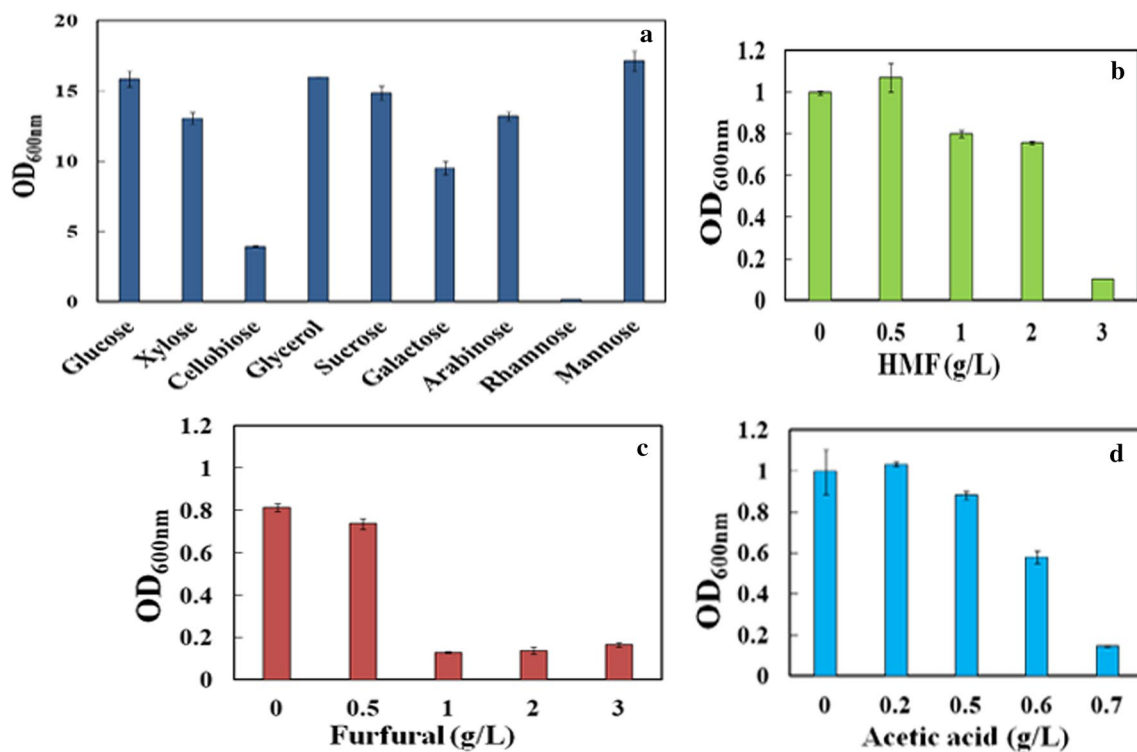 a
20
15
10
5
0
OD600nm
Glucose
Xylose
Cellobiose
Glycerol
Sucrose
Galactose
Arabinose
Rhamnose
Mannose
b
1.2
1
0.8
0.6
0.4
0.2
0
OD600nm
0 0.5 1 2 3
HMF (g/L)
c
1.2
1
0.8
0.6
0.4
0.2
0
OD600nm
0 0.5 1 2 3
Furfural (g/L)
d
1.2
1
0.8
0.6
0.4
0.2
0
OD600nm
0 0.2 0.5 0.6 0.7
Acetic acid (g/L)